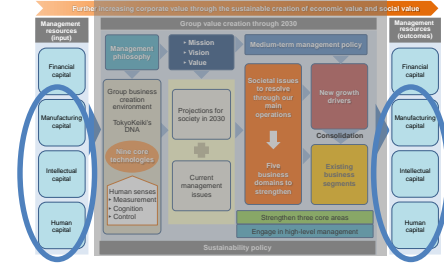 Further increasing corporate value through the sustainable creation of economic value and social value
Management
resources
(input)
Financial
capital
Manufacturing
capital
Intellectual
capital
Human
capital
Group value creation through 2030
Management
philosophy
• Mission
• Vision
• Value
Medium-term management policy
Group business
creation
environment
TokyoKeiki's
DNA
Nine core
technologies
Human senses
• Measurement
• Cognition
• Control
Projections for
society in 2030
Current
management
issues
Societal issues
to resolve
through our
main
operations
Five
business
domains to
strengthen
New growth
drivers
Consolidation
Existing
business
segments
Strengthen three core areas
Engage in high-level management
Sustainability policy
Management
resources
(outcomes)
Financial
capital
Manufacturing
capital
Intellectual
capital
Human
capital